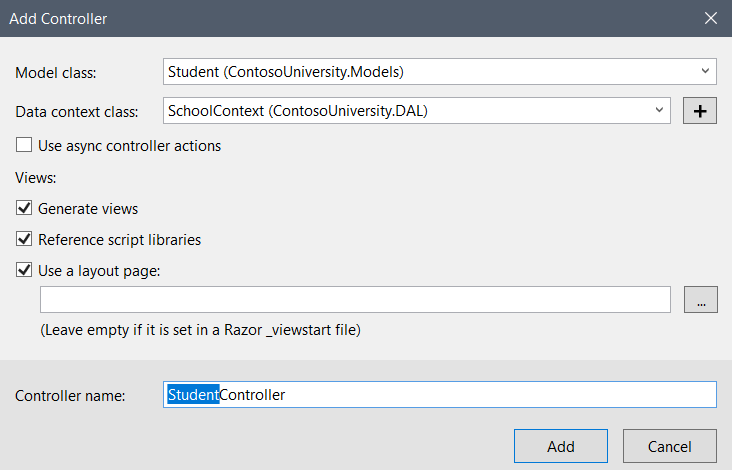 Add Controller
Model class: Student (ContosoUniversity.Models)
Data context class: SchoolContext (ContosoUniversity.DAL) +
Use async controller actions
Views:
Generate views
Reference script libraries
Use a layout page:
...
(Leave empty if it is set in a Razor _viewstart file)
Controller name: StudentController
Add Cancel